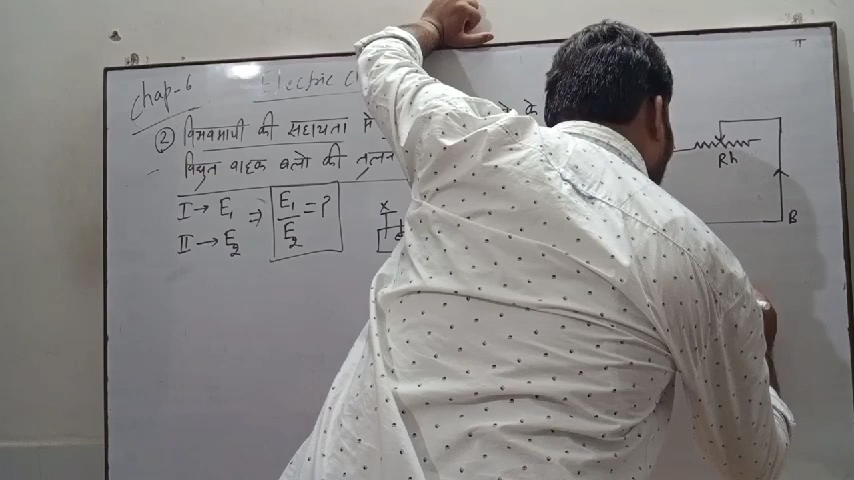 Chap-6
Electric C
② विभवमापी की सहायता से के
विद्युत वाहक बलो की तुलन
I → E₁ ⇒ E₁/E₂ = ?
II → E₂
X
Rh
B